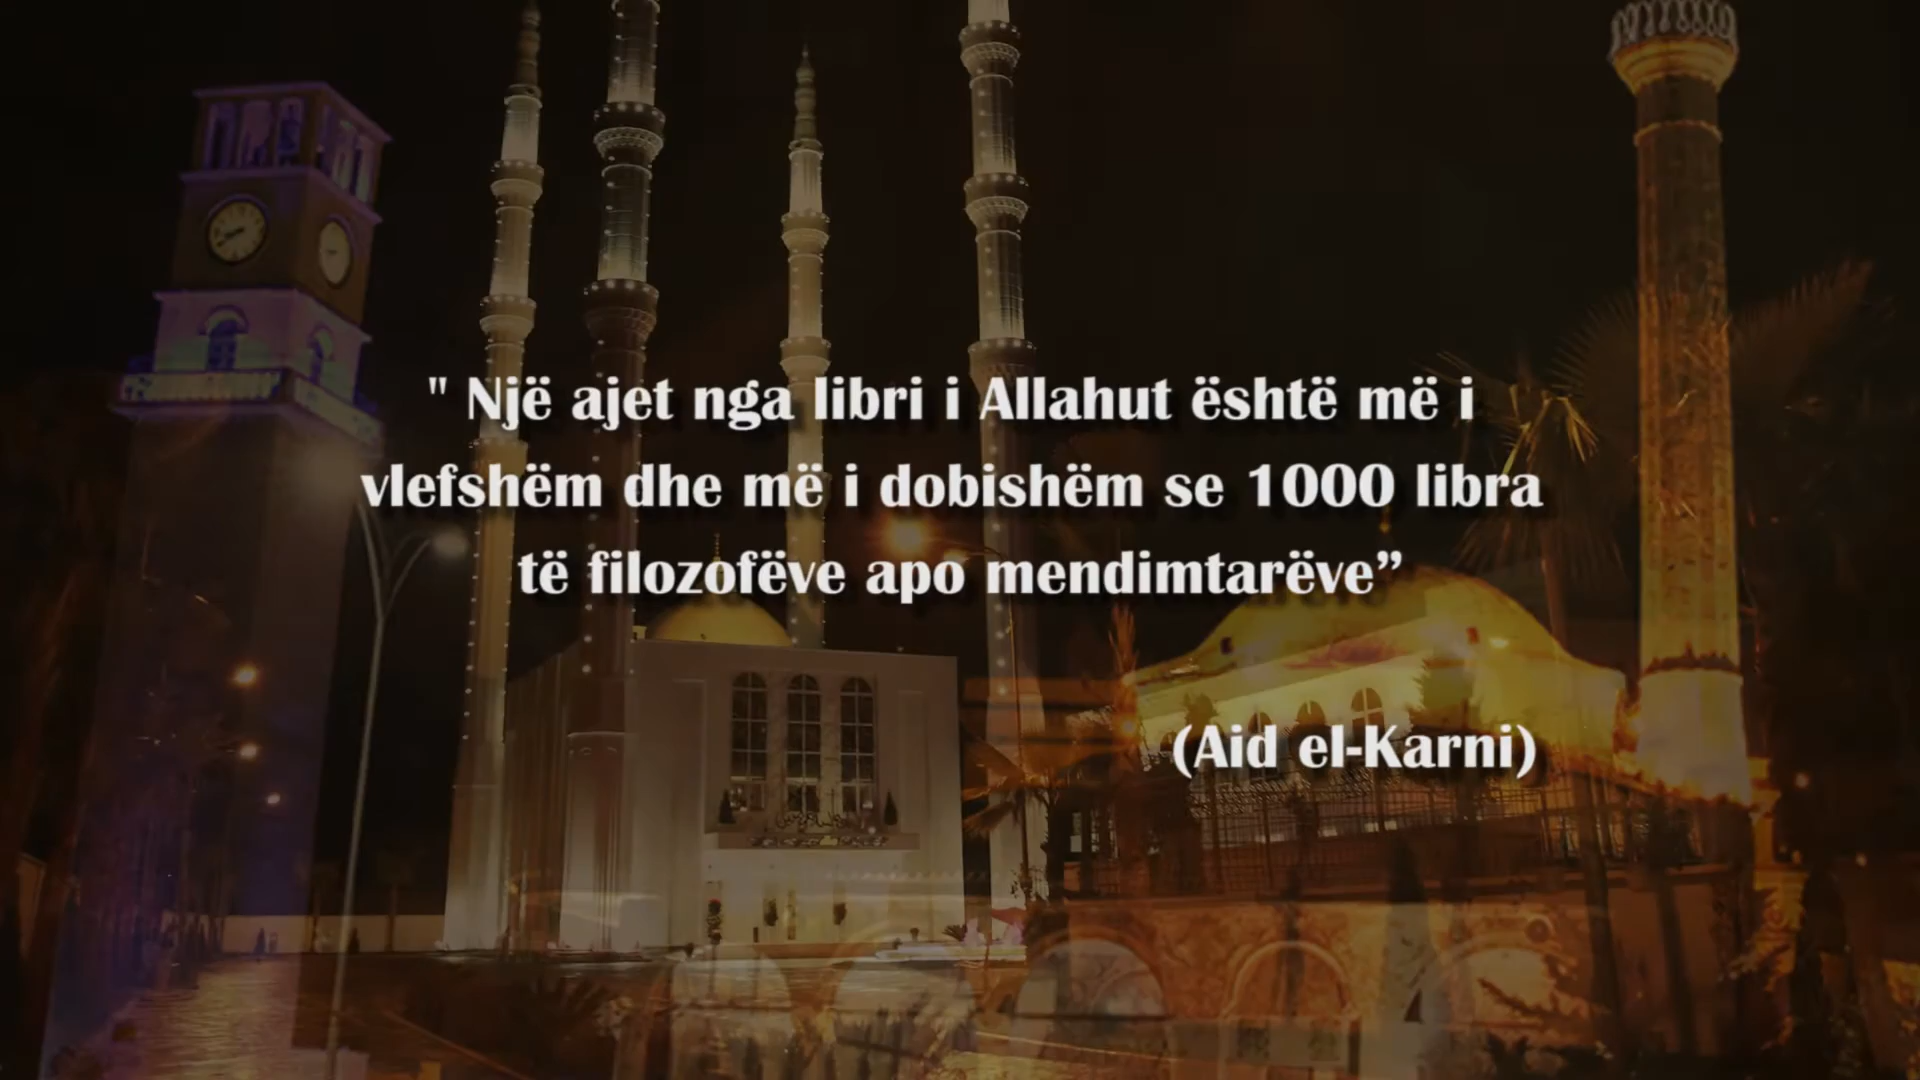 " Një ajet nga libri i Allahut është më i
vlefshëm dhe më i dobishëm se 1000 libra
të filozofëve apo mendimtarëve”
(Aid el-Karni)